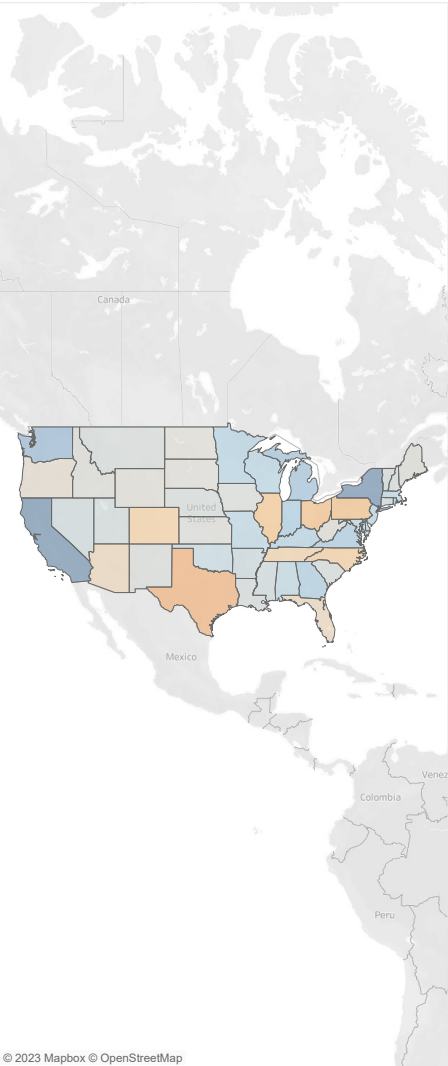 Canada
United
States
Mexico
Venez
Colombia
Peru
© 2023 Mapbox © OpenStreetMap